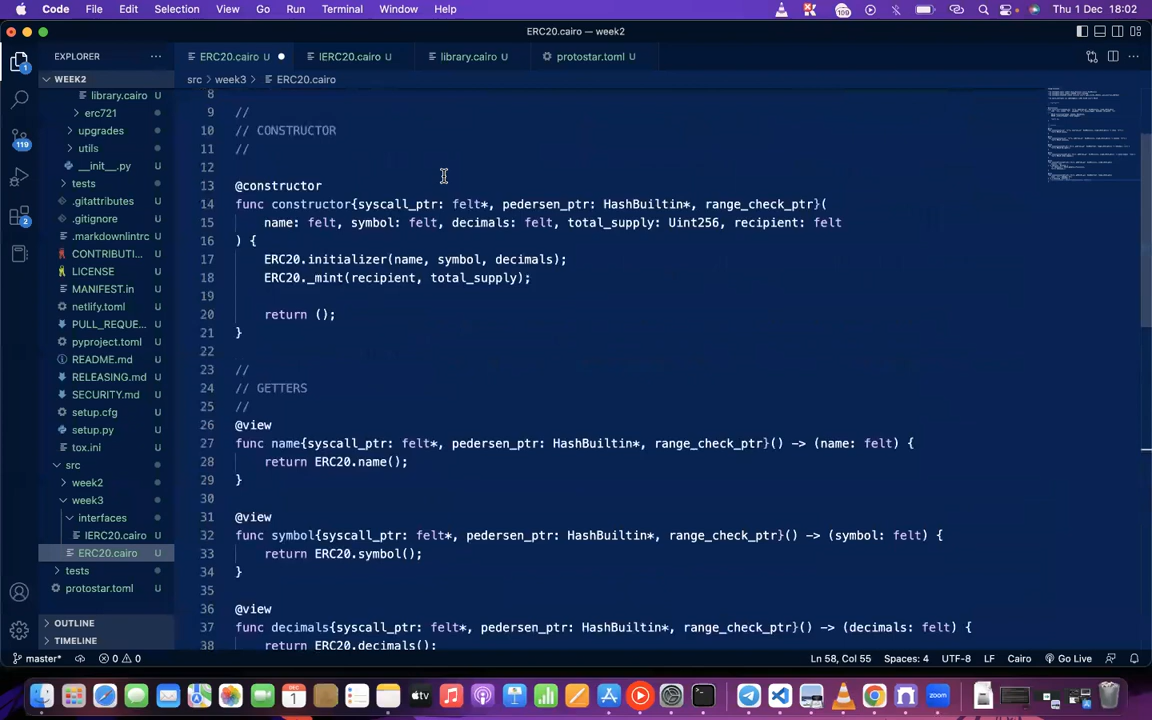 Code File Edit Selection View Go Run Terminal Window Help 100 Thu 1 Dec 18:02
ERC20.cairo — week2
EXPLORER ERC20.cairo U IERC20.cairo U library.cairo U protostar.toml U
src > week3 > ERC20.cairo
WEEK2
library.cairo U
erc721
upgrades
utils
__init__.py U
tests
.gitattributes U
.gitignore U
.markdownlintrc U
CONTRIBUTI... U
LICENSE U
MANIFEST.in U
netlify.toml U
PULL_REQUE... U
pyproject.toml U
README.md U
RELEASING.md U
SECURITY.md U
setup.cfg U
setup.py U
tox.ini U
src
week2
week3
interfaces
IERC20.cairo U
ERC20.cairo U
tests
protostar.toml U
OUTLINE
TIMELINE
1
119
2
8
9 //
10 // CONSTRUCTOR
11 //
12
13 @constructor
14 func constructor{syscall_ptr: felt*, pedersen_ptr: HashBuiltin*, range_check_ptr}(
15 name: felt, symbol: felt, decimals: felt, total_supply: Uint256, recipient: felt
16 ) {
17 ERC20.initializer(name, symbol, decimals);
18 ERC20._mint(recipient, total_supply);
19
20 return ();
21 }
22
23 //
24 // GETTERS
25 //
26 @view
27 func name{syscall_ptr: felt*, pedersen_ptr: HashBuiltin*, range_check_ptr}() -> (name: felt) {
28 return ERC20.name();
29 }
30
31 @view
32 func symbol{syscall_ptr: felt*, pedersen_ptr: HashBuiltin*, range_check_ptr}() -> (symbol: felt) {
33 return ERC20.symbol();
34 }
35
36 @view
37 func decimals{syscall_ptr: felt*, pedersen_ptr: HashBuiltin*, range_check_ptr}() -> (decimals: felt) {
38 return ERC20.decimals();
master* 0 0 Ln 58, Col 55 Spaces: 4 UTF-8 LF Cairo Go Live
DEC
1
tv
zoom